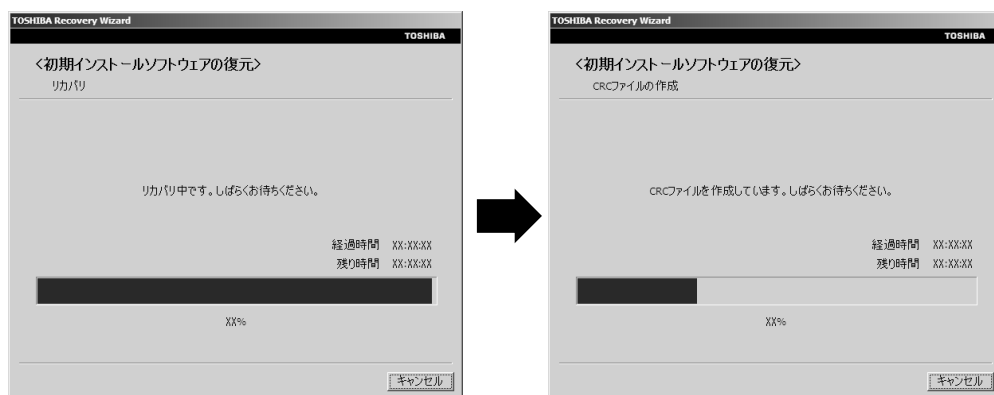 TOSHIBA Recovery Wizard
TOSHIBA
<初期インストールソフトウェアの復元>
リカバリ
リカバリ中です。しばらくお待ちください。
経過時間 XX:XX:XX
残り時間 XX:XX:XX
XX%
キャンセル
TOSHIBA Recovery Wizard
TOSHIBA
<初期インストールソフトウェアの復元>
CRCファイルの作成
CRCファイルを作成しています。しばらくお待ちください。
経過時間 XX:XX:XX
残り時間 XX:XX:XX
XX%
キャンセル